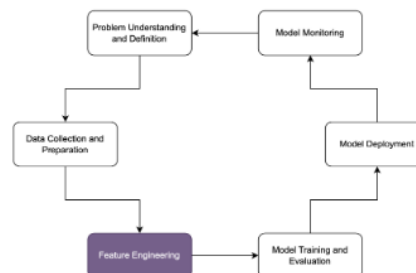 Problem Understanding
and Definition
Model Monitoring
Data Collection and
Preparation
Model Deployment
Feature Engineering
Model Training and
Evaluation